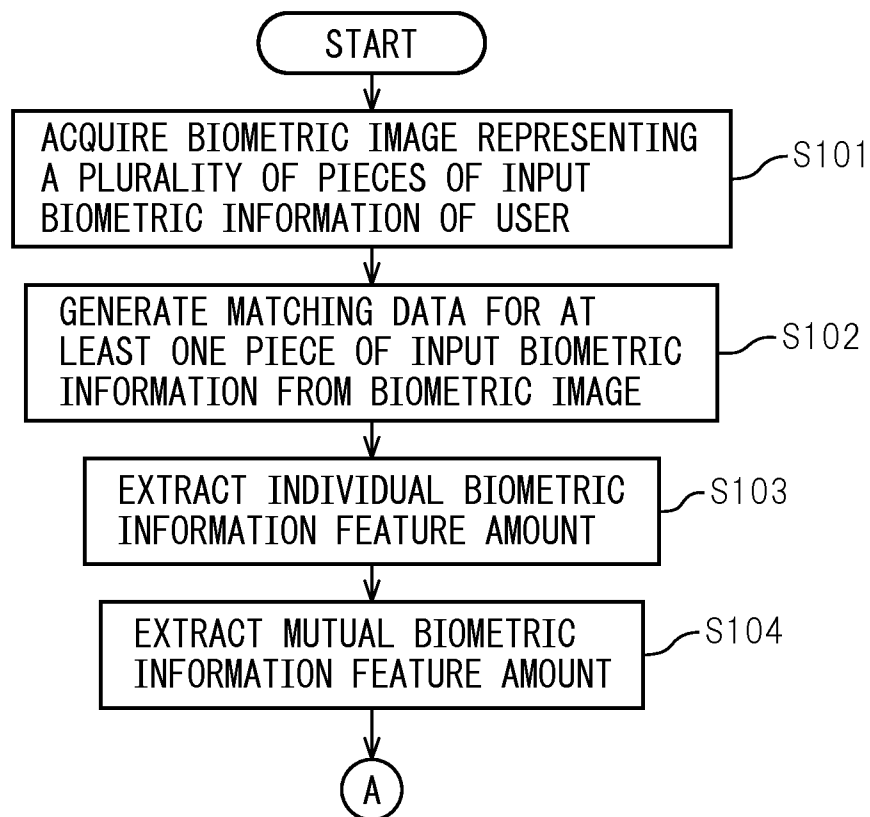 START
ACQUIRE BIOMETRIC IMAGE REPRESENTING
A PLURALITY OF PIECES OF INPUT
BIOMETRIC INFORMATION OF USER
S101
GENERATE MATCHING DATA FOR AT
LEAST ONE PIECE OF INPUT BIOMETRIC
INFORMATION FROM BIOMETRIC IMAGE
S102
EXTRACT INDIVIDUAL BIOMETRIC
INFORMATION FEATURE AMOUNT
S103
EXTRACT MUTUAL BIOMETRIC
INFORMATION FEATURE AMOUNT
S104
A